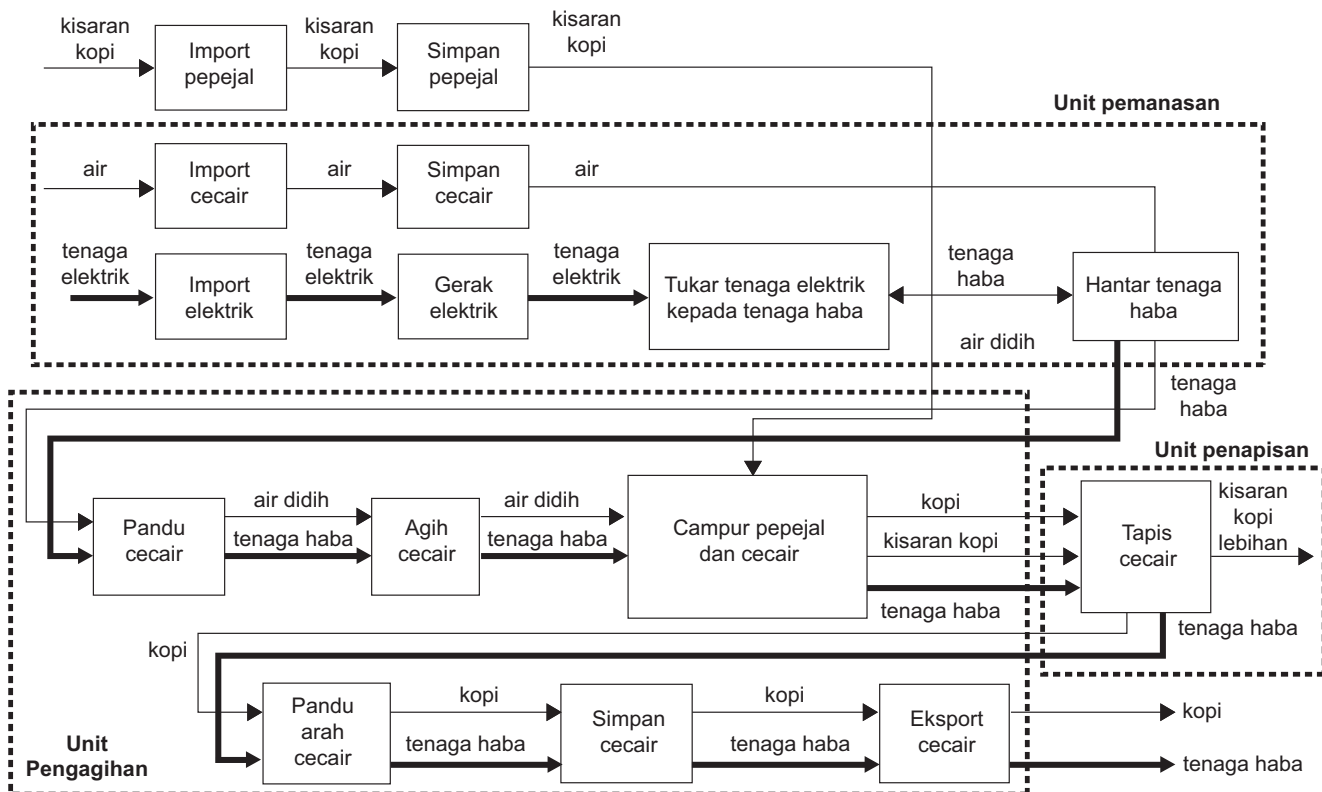 kisaran
kopi
Import
pepejal
kisaran
kopi
Simpan
pepejal
kisaran
kopi
Unit pemanasan
air
Import
cecair
air
Simpan
cecair
air
tenaga
elektrik
Import
elektrik
tenaga
elektrik
Gerak
elektrik
tenaga
elektrik
Tukar tenaga elektrik
kepada tenaga haba
tenaga
haba
Hantar tenaga
haba
air didih
tenaga
haba
Pandu
cecair
air didih
tenaga haba
Agih
cecair
air didih
tenaga haba
Campur pepejal
dan cecair
kopi
kisaran kopi
tenaga haba
Unit penapisan
Tapis
cecair
kisaran
kopi
lebihan
tenaga haba
kopi
Unit
Pengagihan
Pandu
arah
cecair
kopi
tenaga haba
Simpan
cecair
kopi
tenaga haba
Eksport
cecair
kopi
tenaga haba